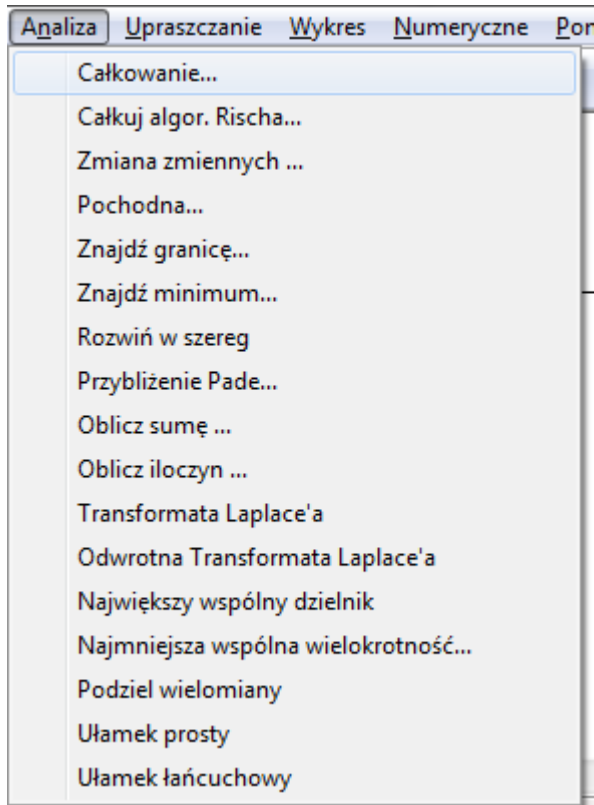 Analiza Upraszczanie Wykres Numeryczne
Całkowanie...
Całkuj algor. Rischa...
Zmiana zmiennych ...
Pochodna...
Znajdź granicę...
Znajdź minimum...
Rozwiń w szereg
Przybliżenie Pade...
Oblicz sumę ...
Oblicz iloczyn ...
Transformata Laplace'a
Odwrotna Transformata Laplace'a
Największy wspólny dzielnik
Najmniejsza wspólna wielokrotność...
Podziel wielomiany
Ułamek prosty
Ułamek łańcuchowy